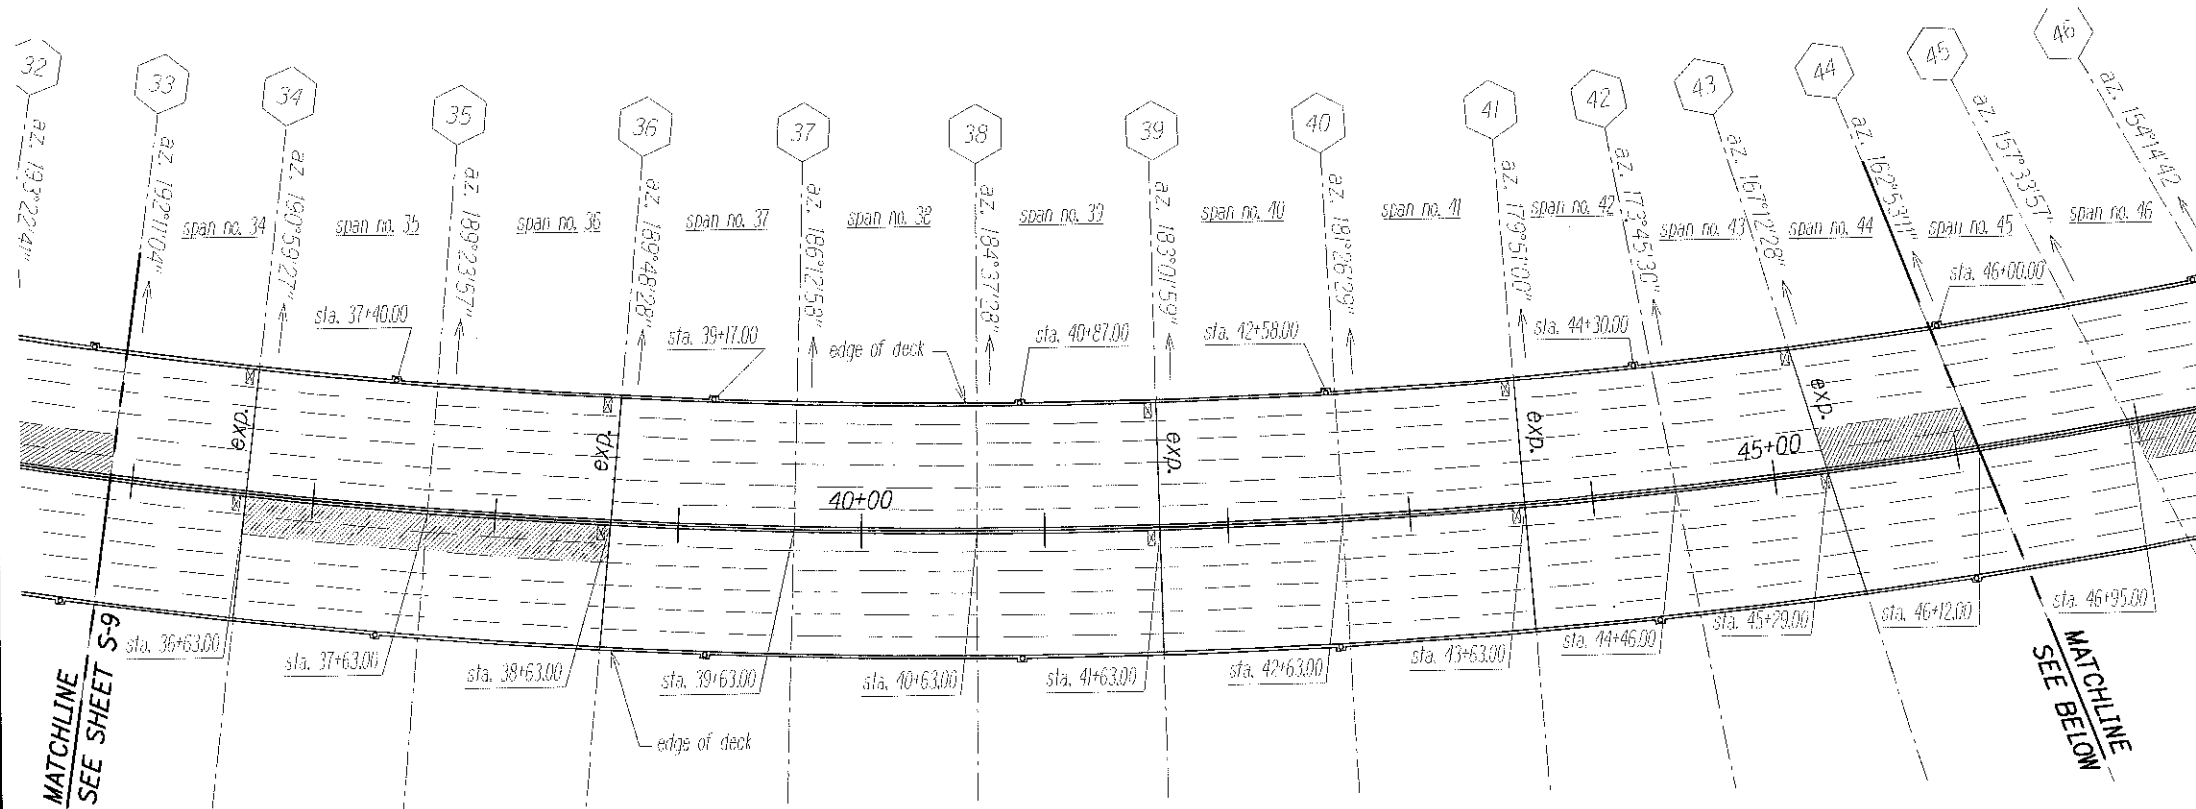 32
33
34
35
36
37
38
39
40
41
42
43
44
45
46
az. 193°22'41"
az. 192°11'04"
az. 190°59'27"
az. 189°23'57"
az. 189°48'28"
az. 186°12'58"
az. 184°37'28"
az. 183°01'59"
az. 181°26'29"
az. 179°51'00"
az. 173°45'30"
az. 167°12'28"
az. 162°53'11"
az. 157°33'57"
az. 154°14'42
span no. 34
span no. 35
span no. 36
span no. 37
span no. 38
span no. 39
span no. 40
span no. 41
span no. 42
span no. 43
span no. 44
span no. 45
span no. 46
sta. 37+40.00
sta. 39+17.00
edge of deck
sta. 40+87.00
sta. 42+58.00
sta. 44+30.00
sta. 46+00.00
exp.
exp.
exp.
exp.
exp.
40+00
45+00
sta. 36+63.00
sta. 37+63.00
sta. 38+63.00
sta. 39+63.00
sta. 40+63.00
sta. 41+63.00
sta. 42+63.00
sta. 43+63.00
sta. 44+46.00
sta. 45+29.00
sta. 46+12.00
sta. 46+95.00
edge of deck
MATCHLINE
SEE SHEET S-9
MATCHLINE
SEE BELOW